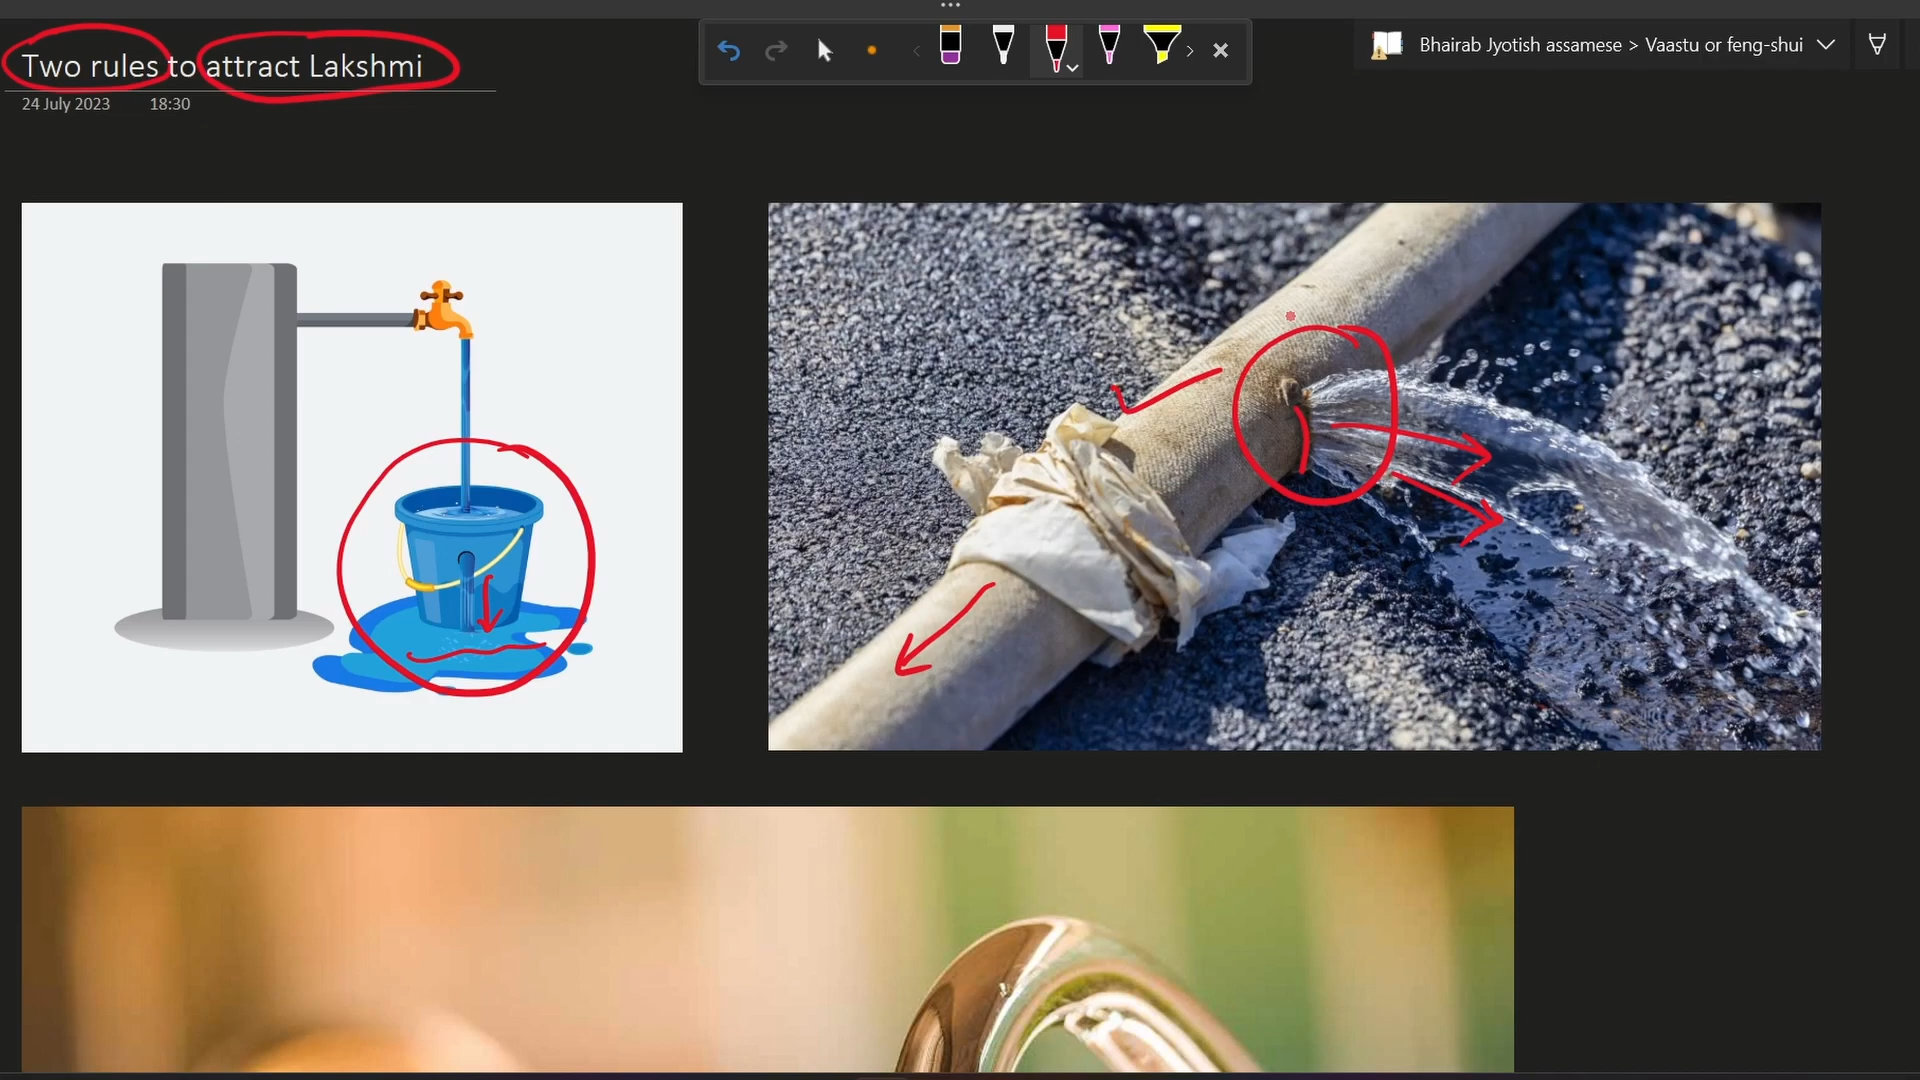 Two rules to attract Lakshmi
24 July 2023 18:30
Bhairab Jyotish assamese > Vaastu or feng-shui